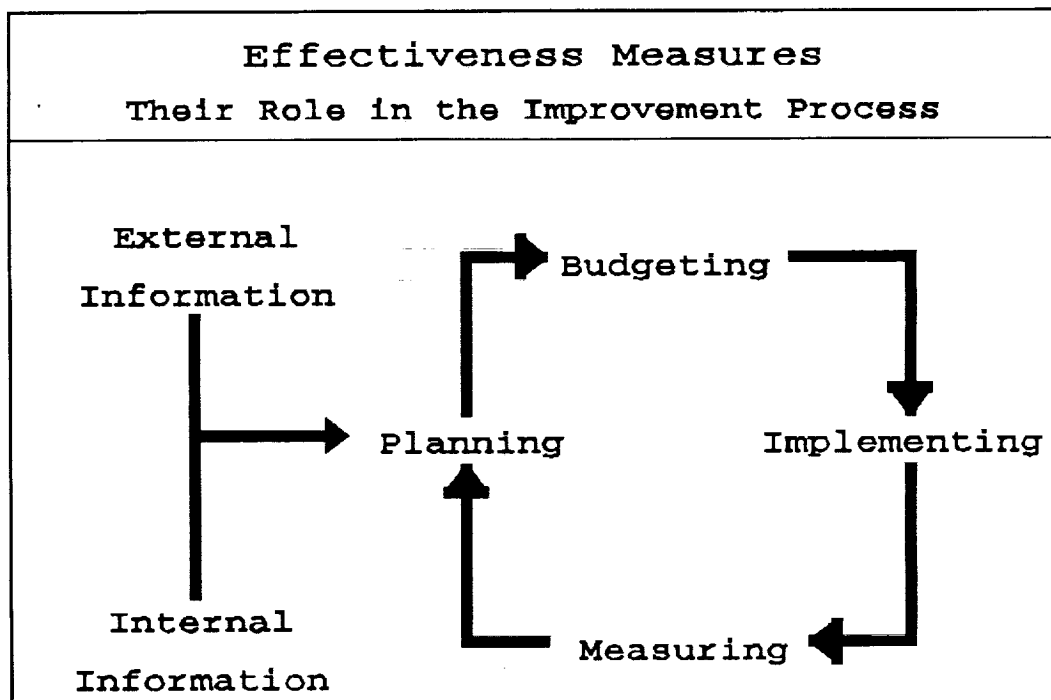 Effectiveness Measures
Their Role in the Improvement Process
External
Information
Budgeting
Planning
Implementing
Internal
Information
Measuring